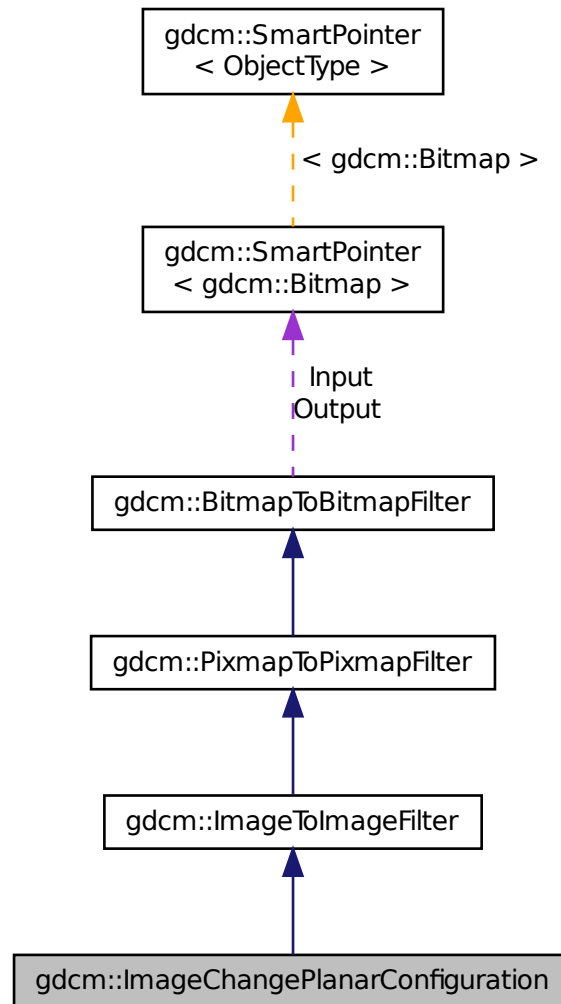 gdcm::SmartPointer
< ObjectType >
< gdcm::Bitmap >
gdcm::SmartPointer
< gdcm::Bitmap >
Input
Output
gdcm::BitmapToBitmapFilter
gdcm::PixmapToPixmapFilter
gdcm::ImageToImageFilter
gdcm::ImageChangePlanarConfiguration